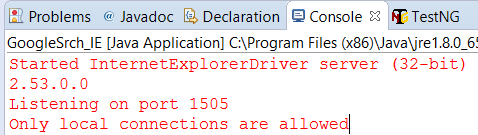 Problems @ Javadoc Declaration Console TestNG
GoogleSrch_IE [Java Application] C:\Program Files (x86)\Java\jre1.8.0_65
Started InternetExplorerDriver server (32-bit)
2.53.0.0
Listening on port 1505
Only local connections are allowed